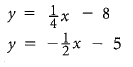 y = 1/4x - 8
y = -1/2x - 5